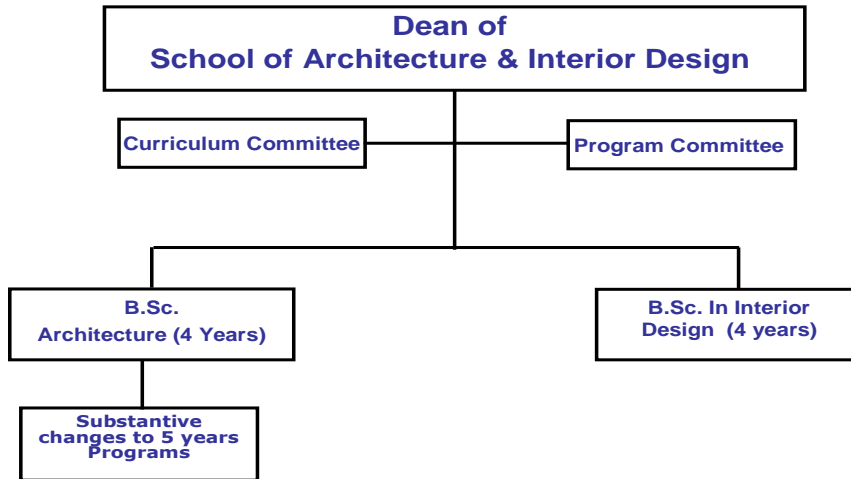 Dean of
School of Architecture & Interior Design
Curriculum Committee
Program Committee
B.Sc.
Architecture (4 Years)
B.Sc. In Interior
Design (4 years)
Substantive
changes to 5 years
Programs